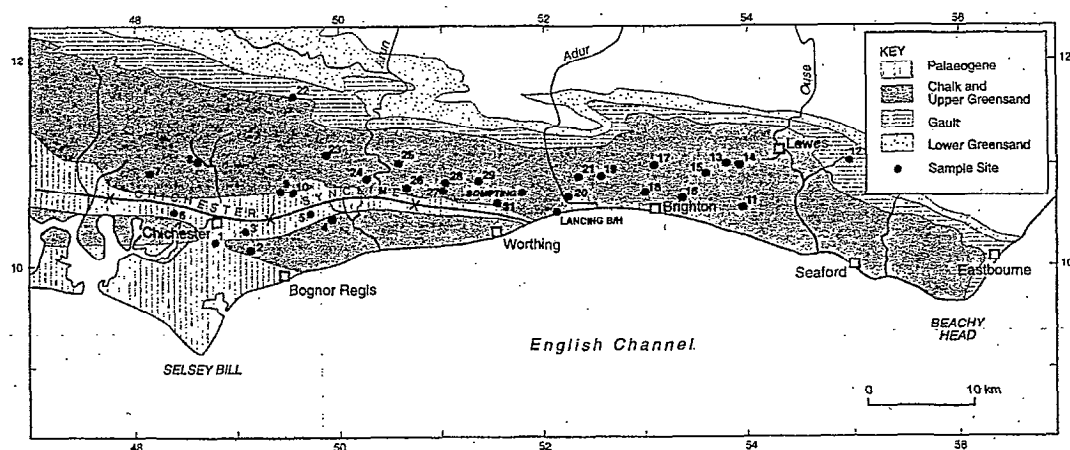 48 50 52 54 56
12 12
10 10
48 50 52 54 56
KEY
Palaeogene
Chalk and
Upper Greensand
Gault
Lower Greensand
Sample Site
Adur
Ouse
22
23
24
25
26
28
29
SOMPTING
31
21
19
20
LANCING B/H
17
18
16
15
13
14
11
12
7
6
9
10
5
4
3
2
CHICHESTER SYNCLINE
Chichester
Bognor Regis
Worthing
Brighton
Lewes
Seaford
Eastbourne
SELSEY BILL
BEACHY
HEAD
English Channel
0 10 km